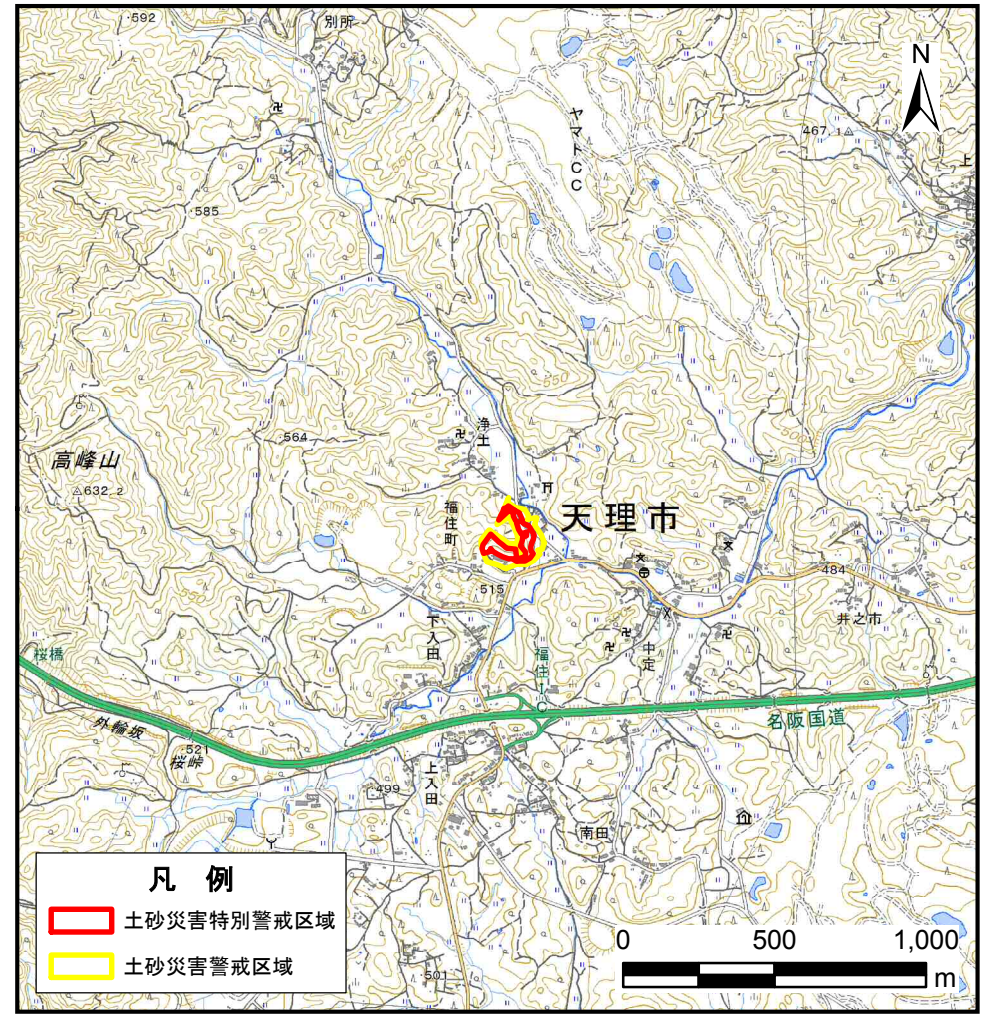 592
別所
N
ヤマトCC
467.1
上
550
585
550
500
浄土
564
高峰山
632.2
福住町
天理市
550
515
484
井之市
下入田
中定
桜橋
福住IC
名阪国道
外輪坂
521
桜峠
上入田
499
南田
凡 例
土砂災害特別警戒区域
土砂災害警戒区域
0 500 1,000
m
501